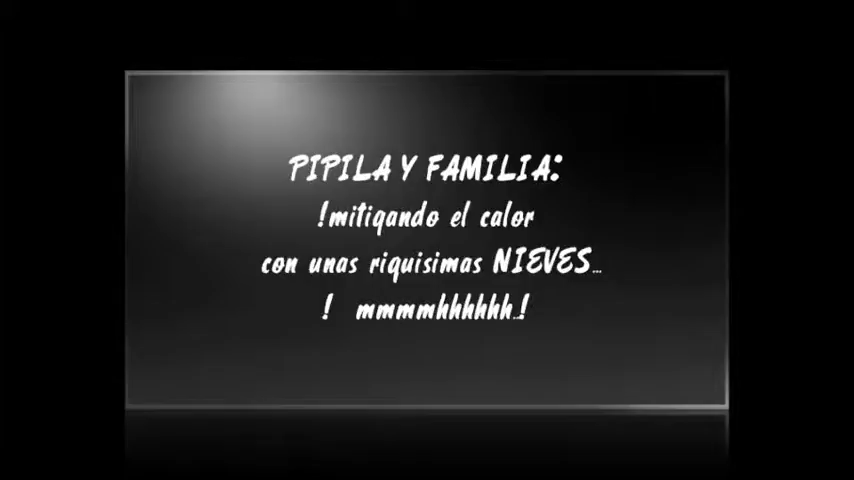 PIPILA Y FAMILIA:
!mitigando el calor
con unas riquisimas NIEVES...
! mmmmhhhhhh..!